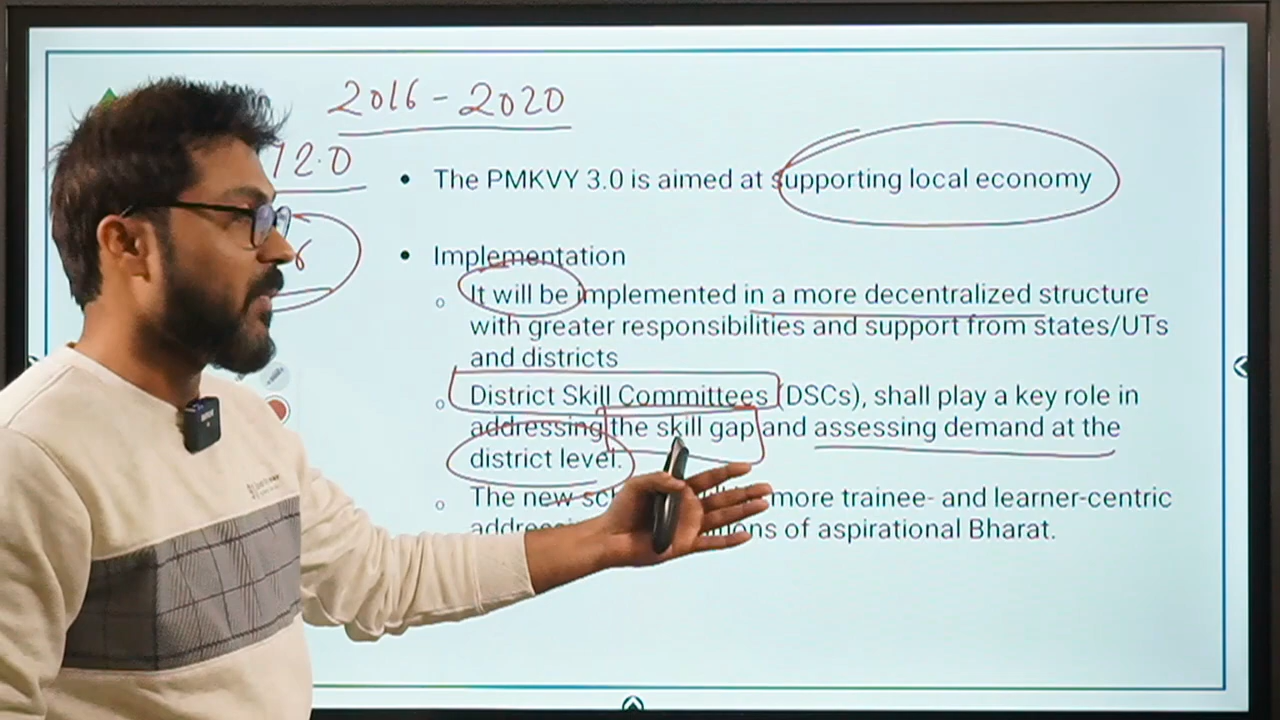 2016-2020
2.0
• The PMKVY 3.0 is aimed at supporting local economy
• Implementation
o It will be implemented in a more decentralized structure
with greater responsibilities and support from states/UTs
and districts
o District Skill Committees (DSCs), shall play a key role in
addressing the skill gap and assessing demand at the
district level.
o The new more trainee- and learner-centric
of aspirational Bharat.